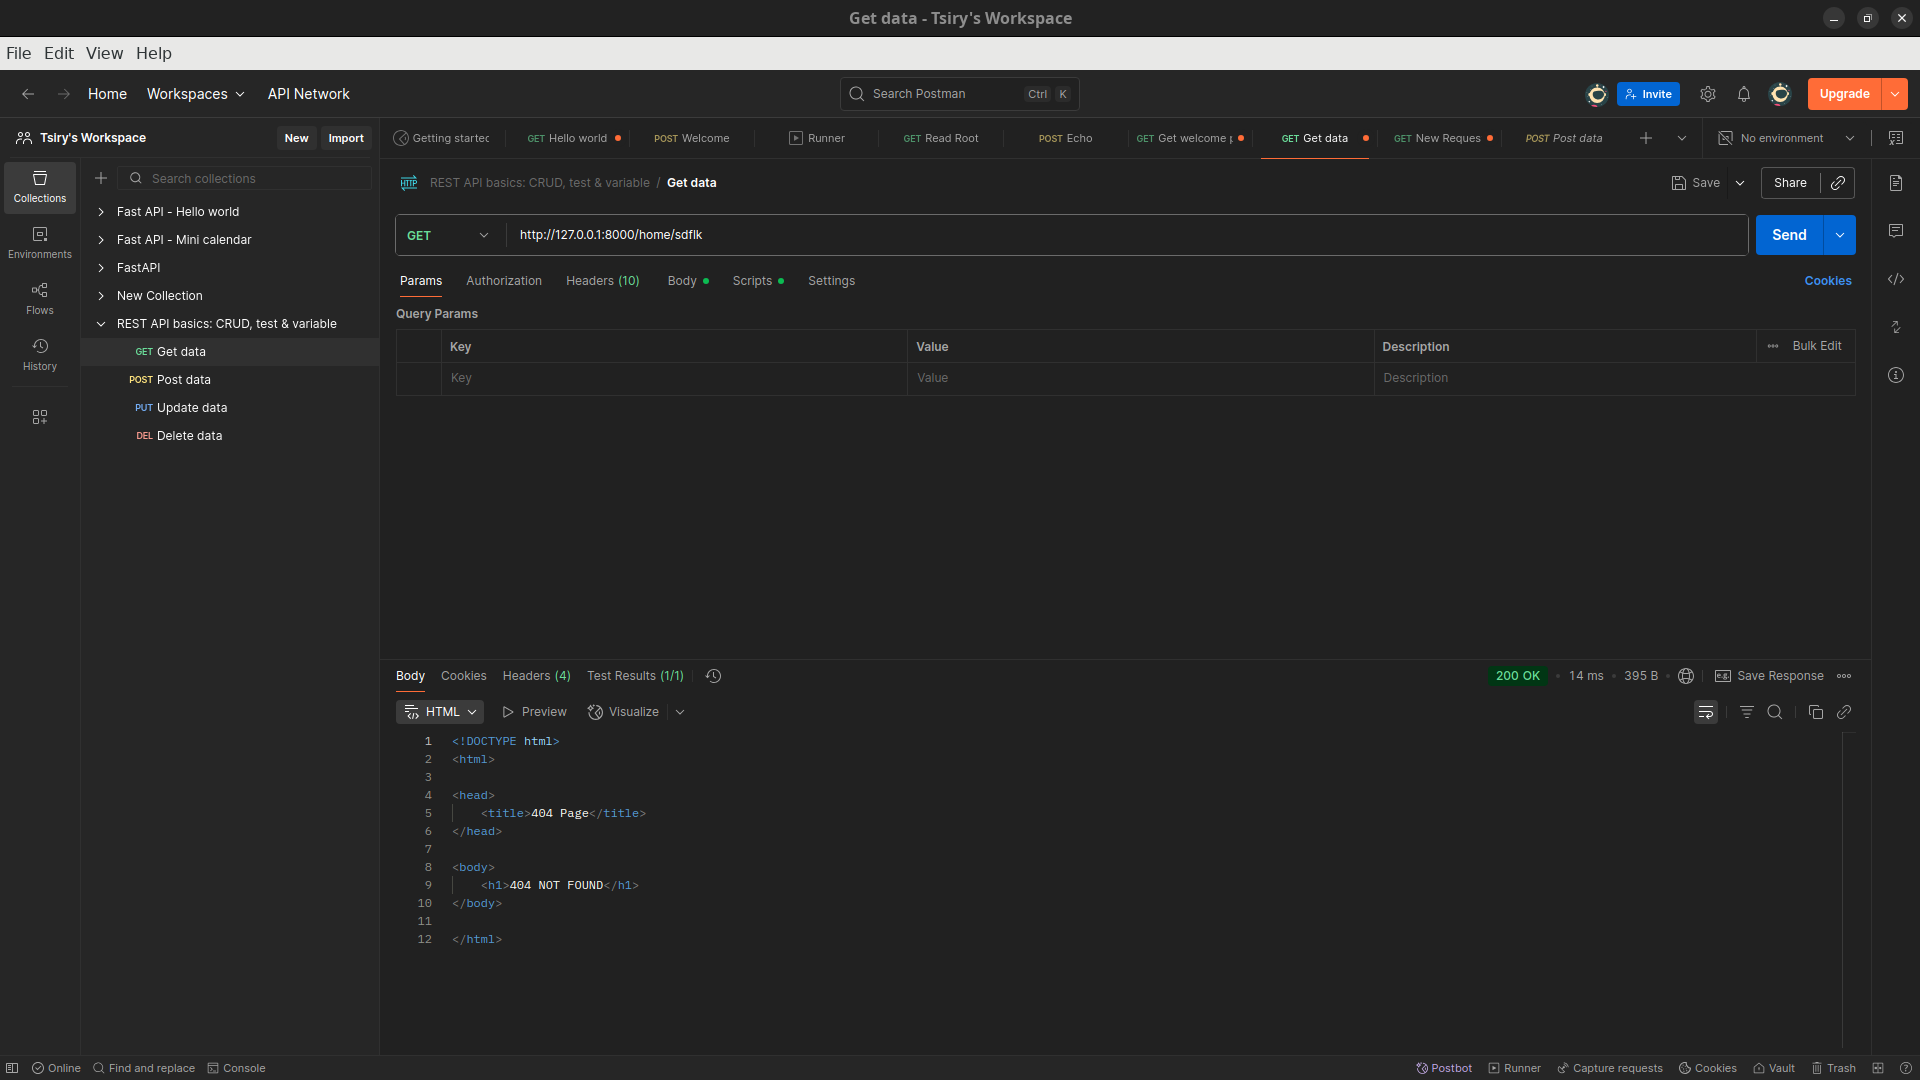 Get data - Tsiry's Workspace
File Edit View Help
Home Workspaces API Network
Search Postman Ctrl K
Invite
Upgrade
Tsiry's Workspace
New Import
Getting started
GET Hello world
POST Welcome
Runner
GET Read Root
POST Echo
GET Get welcome
GET Get data
GET New Reques
POST Post data
No environment
Collections
Environments
Flows
History
Search collections
Fast API - Hello world
Fast API - Mini calendar
FastAPI
New Collection
REST API basics: CRUD, test & variable
GET Get data
POST Post data
PUT Update data
DEL Delete data
HTTP REST API basics: CRUD, test & variable / Get data
Save
Share
GET http://127.0.0.1:8000/home/sdflk
Send
Params Authorization Headers (10) Body Scripts Settings
Cookies
Query Params
Key Value Description Bulk Edit
Key Value Description
Body Cookies Headers (4) Test Results (1/1)
200 OK • 14 ms • 395 B
e.g. Save Response
HTML Preview Visualize
1 <!DOCTYPE html>
2 <html>
3
4 <head>
5 <title>404 Page</title>
6 </head>
7
8 <body>
9 <h1>404 NOT FOUND</h1>
10 </body>
11
12 </html>
Online Find and replace Console
Postbot Runner Capture requests Cookies Vault Trash